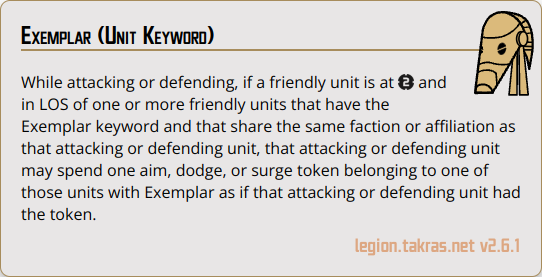 Exemplar (Unit Keyword)
While attacking or defending, if a friendly unit is at 2 and
in LOS of one or more friendly units that have the
Exemplar keyword and that share the same faction or affiliation as
that attacking or defending unit, that attacking or defending unit
may spend one aim, dodge, or surge token belonging to one of
those units with Exemplar as if that attacking or defending unit had
the token.
legion.takras.net v2.6.1